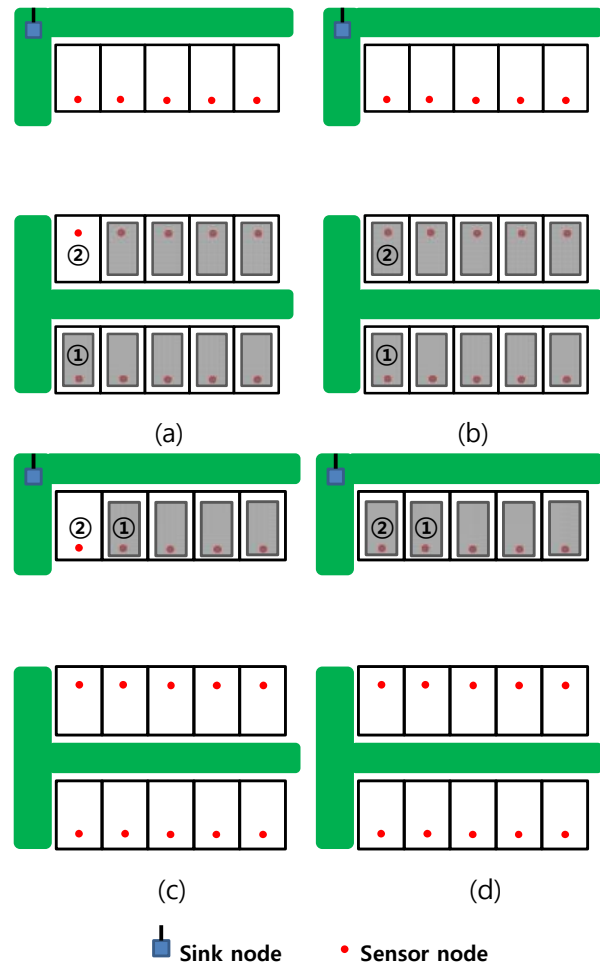 ② ②
① ①
(a) (b)
② ① ② ①
(c) (d)
Sink node Sensor node